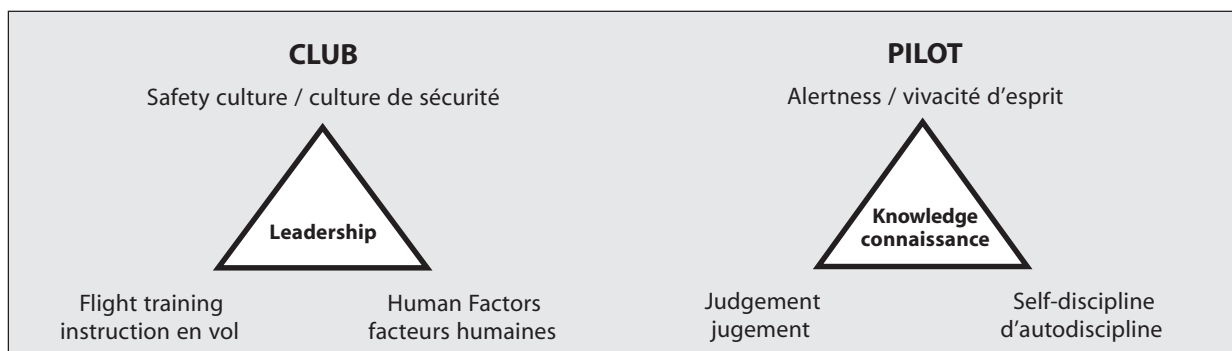 CLUB
Safety culture / culture de sécurité
Leadership
Flight training
instruction en vol
Human Factors
facteurs humaines
PILOT
Alertness / vivacité d’esprit
Knowledge
connaissance
Judgement
jugement
Self-discipline
d’autodiscipline